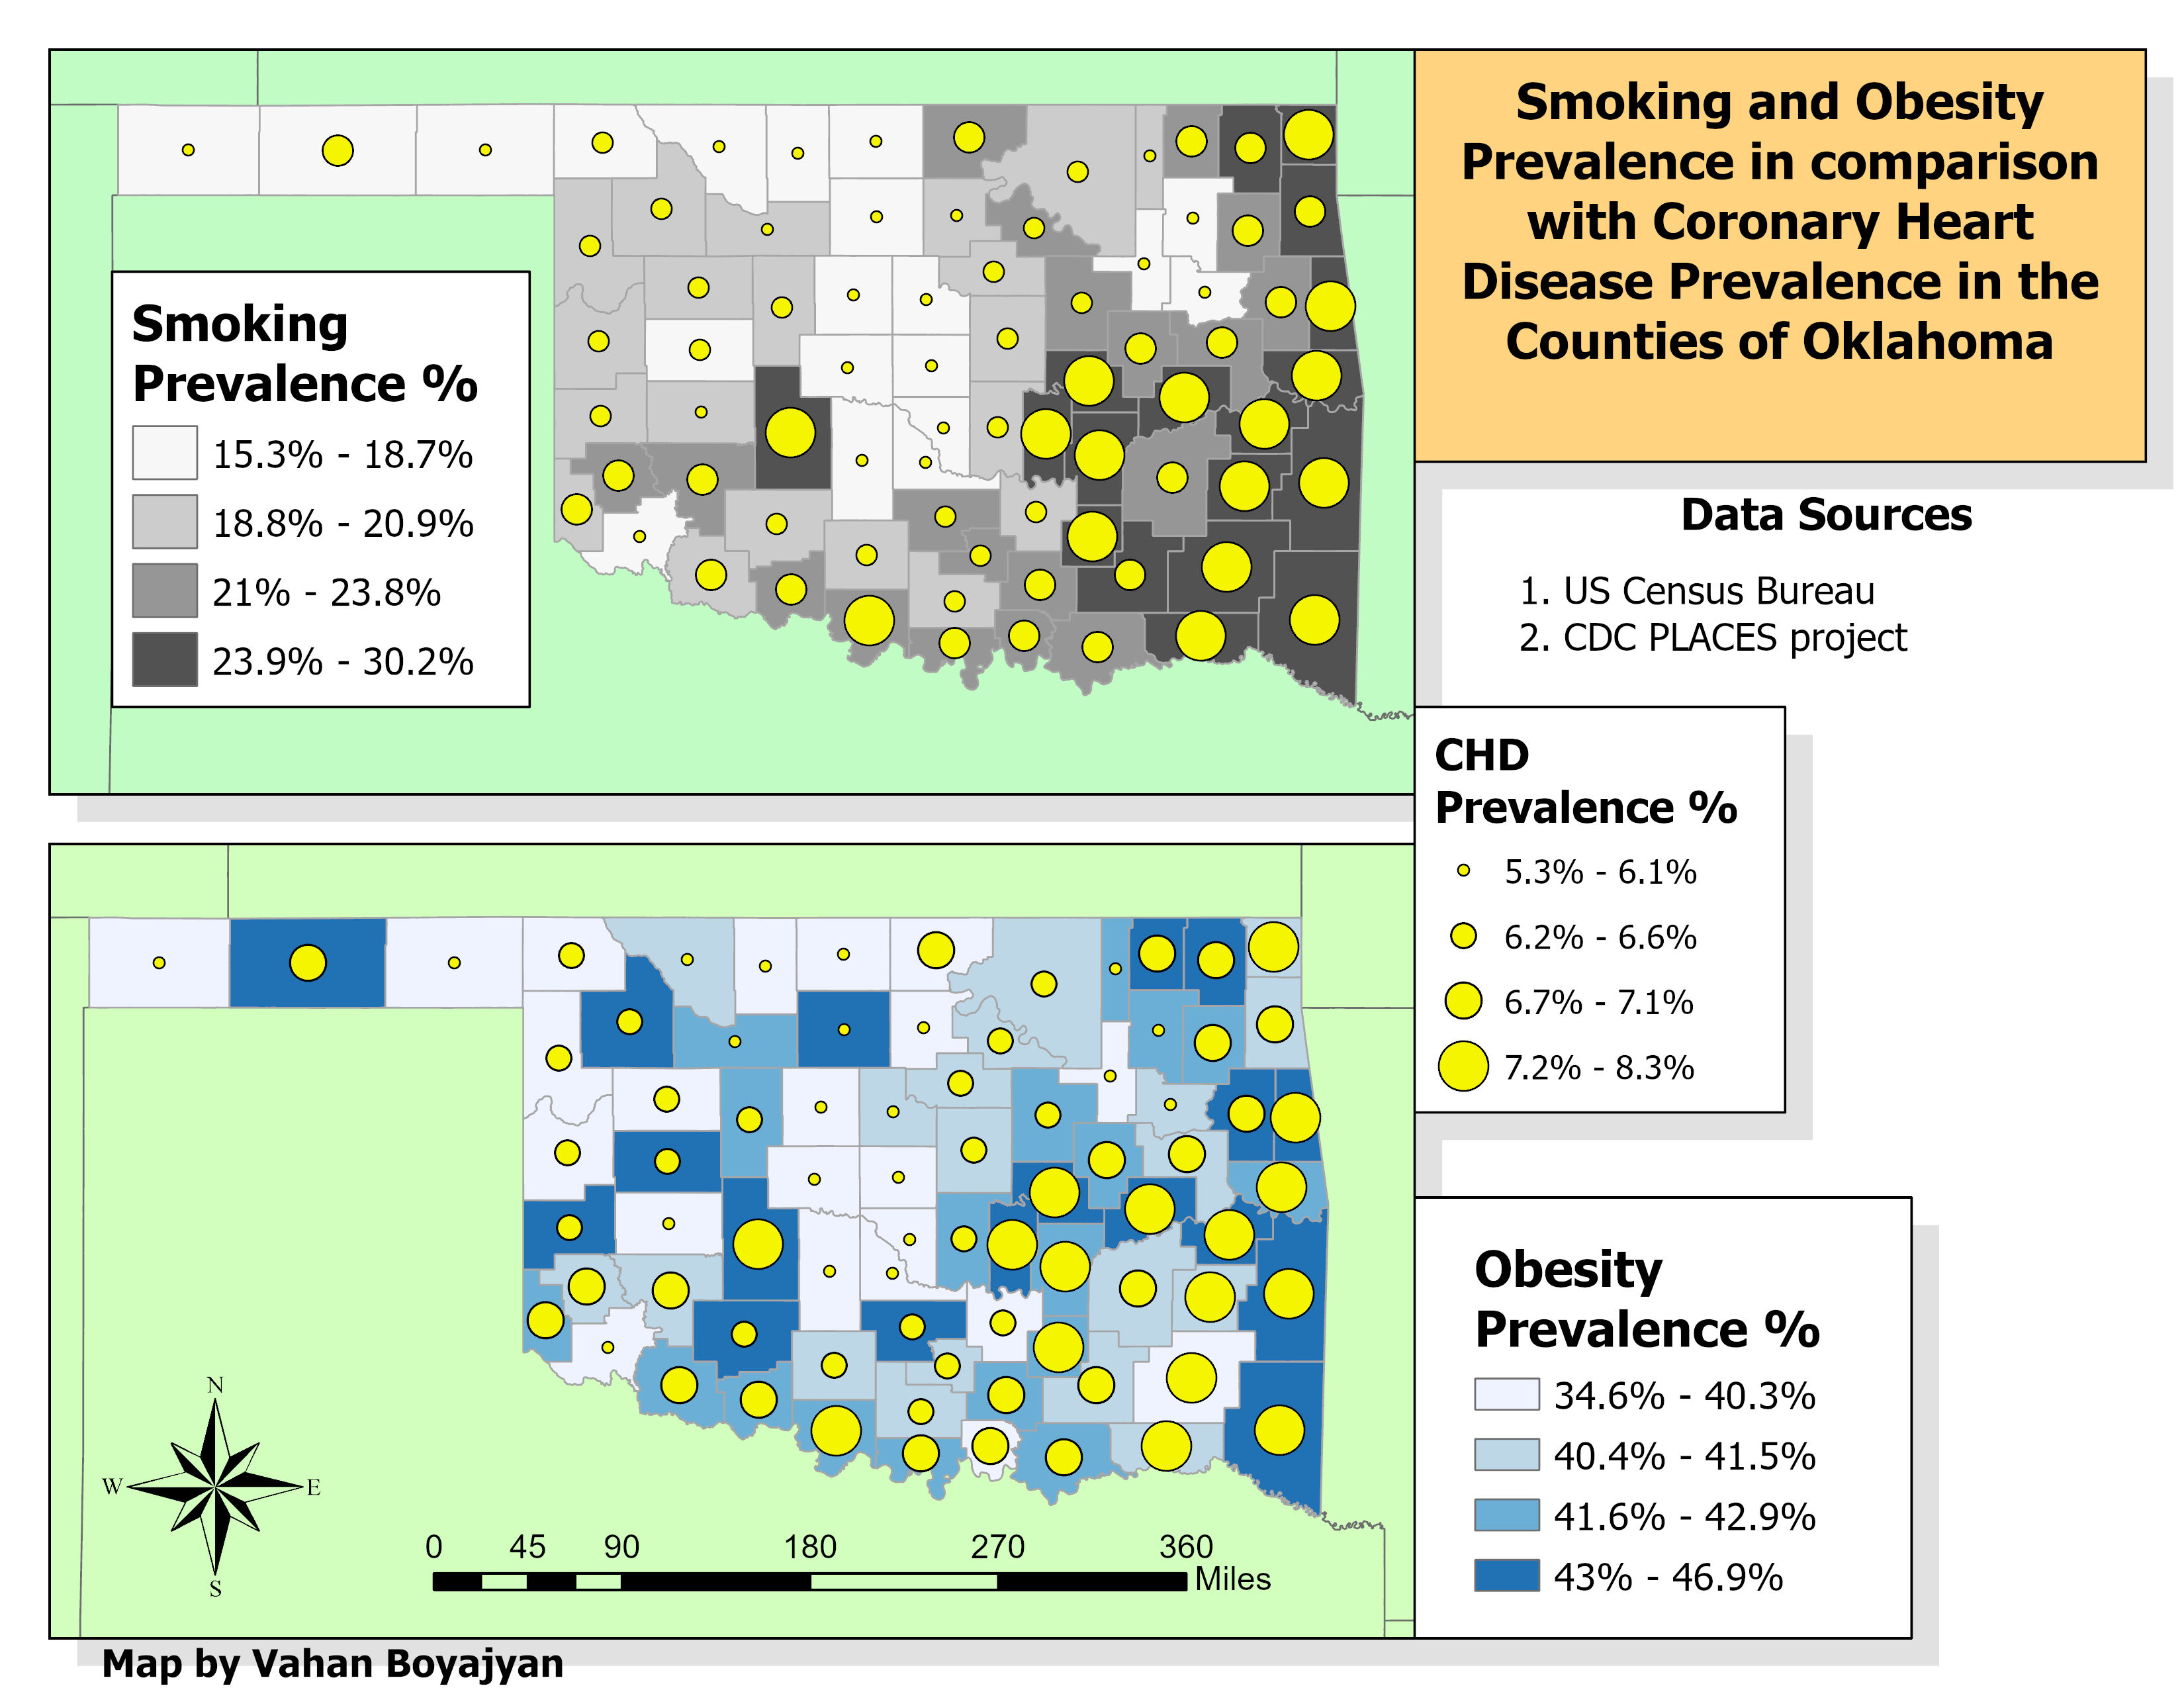 Smoking and Obesity
Prevalence in comparison
with Coronary Heart
Disease Prevalence in the
Counties of Oklahoma
Smoking
Prevalence %
15.3% - 18.7%
18.8% - 20.9%
21% - 23.8%
23.9% - 30.2%
Data Sources
1. US Census Bureau
2. CDC PLACES project
CHD
Prevalence %
5.3% - 6.1%
6.2% - 6.6%
6.7% - 7.1%
7.2% - 8.3%
Obesity
Prevalence %
34.6% - 40.3%
40.4% - 41.5%
41.6% - 42.9%
43% - 46.9%
N
W E
S
0 45 90 180 270 360
Miles
Map by Vahan Boyajyan